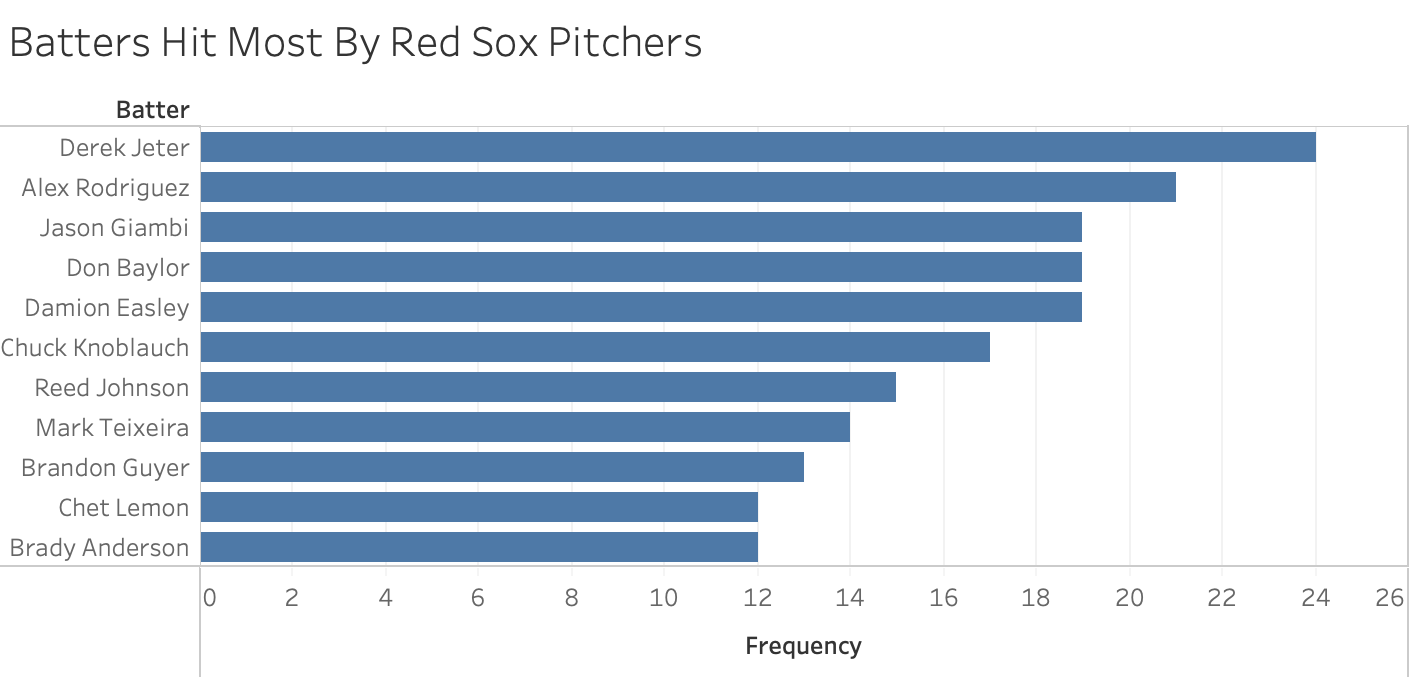 Batters Hit Most By Red Sox Pitchers
Batter
Derek Jeter
Alex Rodriguez
Jason Giambi
Don Baylor
Damion Easley
Chuck Knoblauch
Reed Johnson
Mark Teixeira
Brandon Guyer
Chet Lemon
Brady Anderson
0 2 4 6 8 10 12 14 16 18 20 22 24 26
Frequency